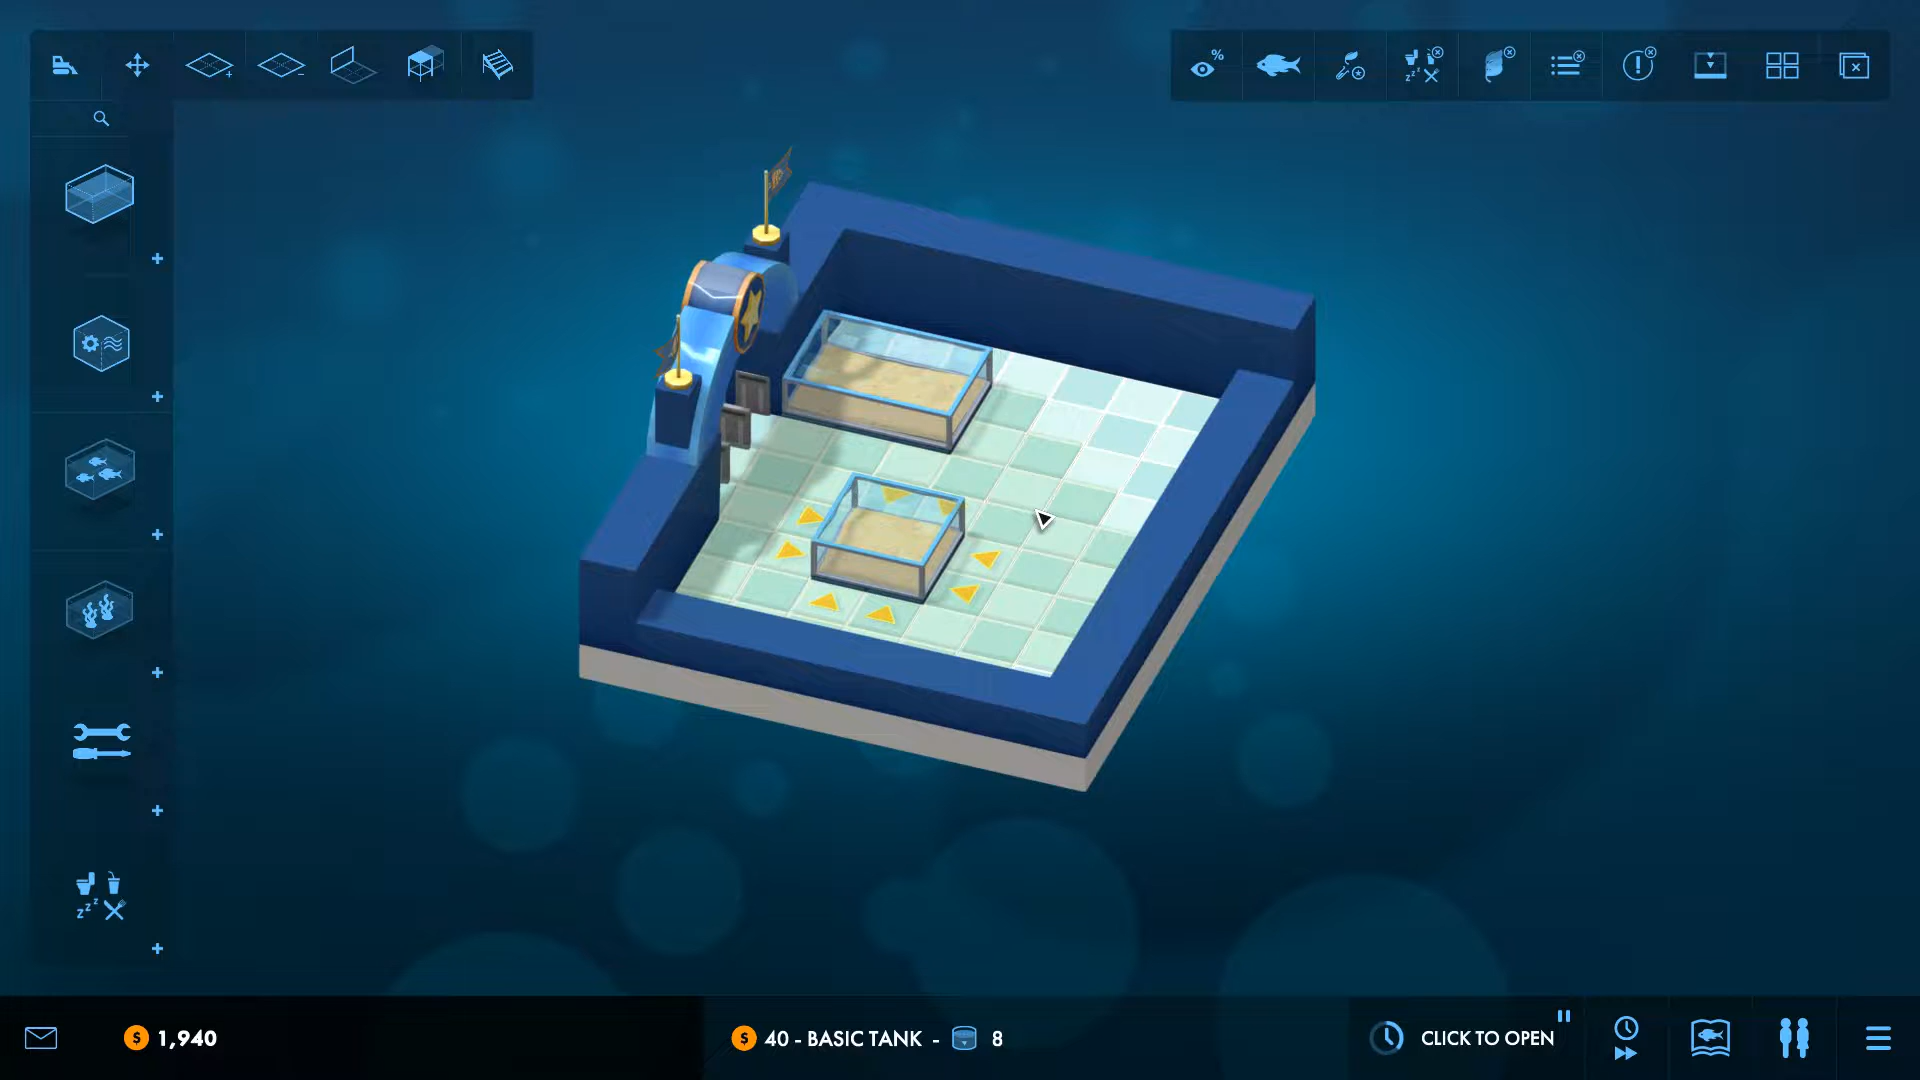 %
z z z
$ 1,940
$ 40 - BASIC TANK - 8
CLICK TO OPEN
z z z